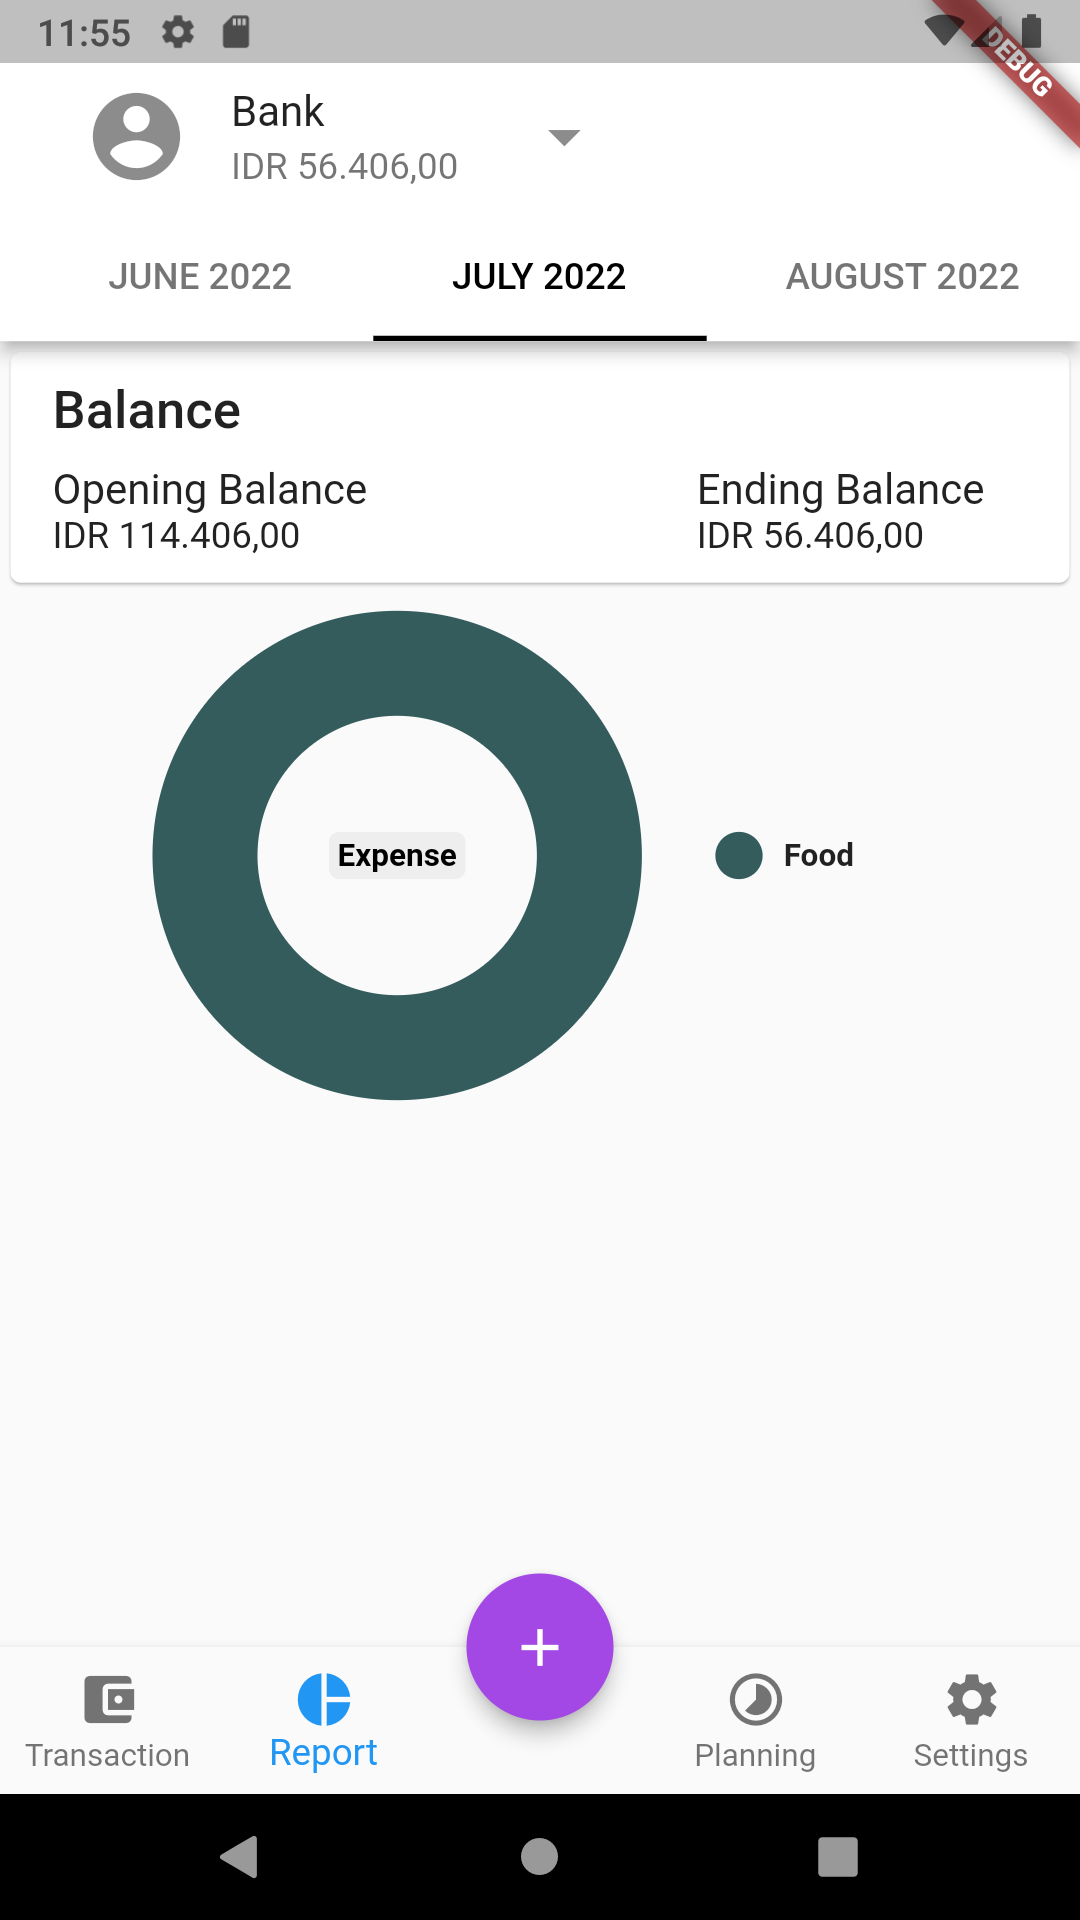 11:55
DEBUG
Bank
IDR 56.406,00
JUNE 2022 JULY 2022 AUGUST 2022
Balance
Opening Balance Ending Balance
IDR 114.406,00 IDR 56.406,00
Expense Food
Transaction Report Planning Settings